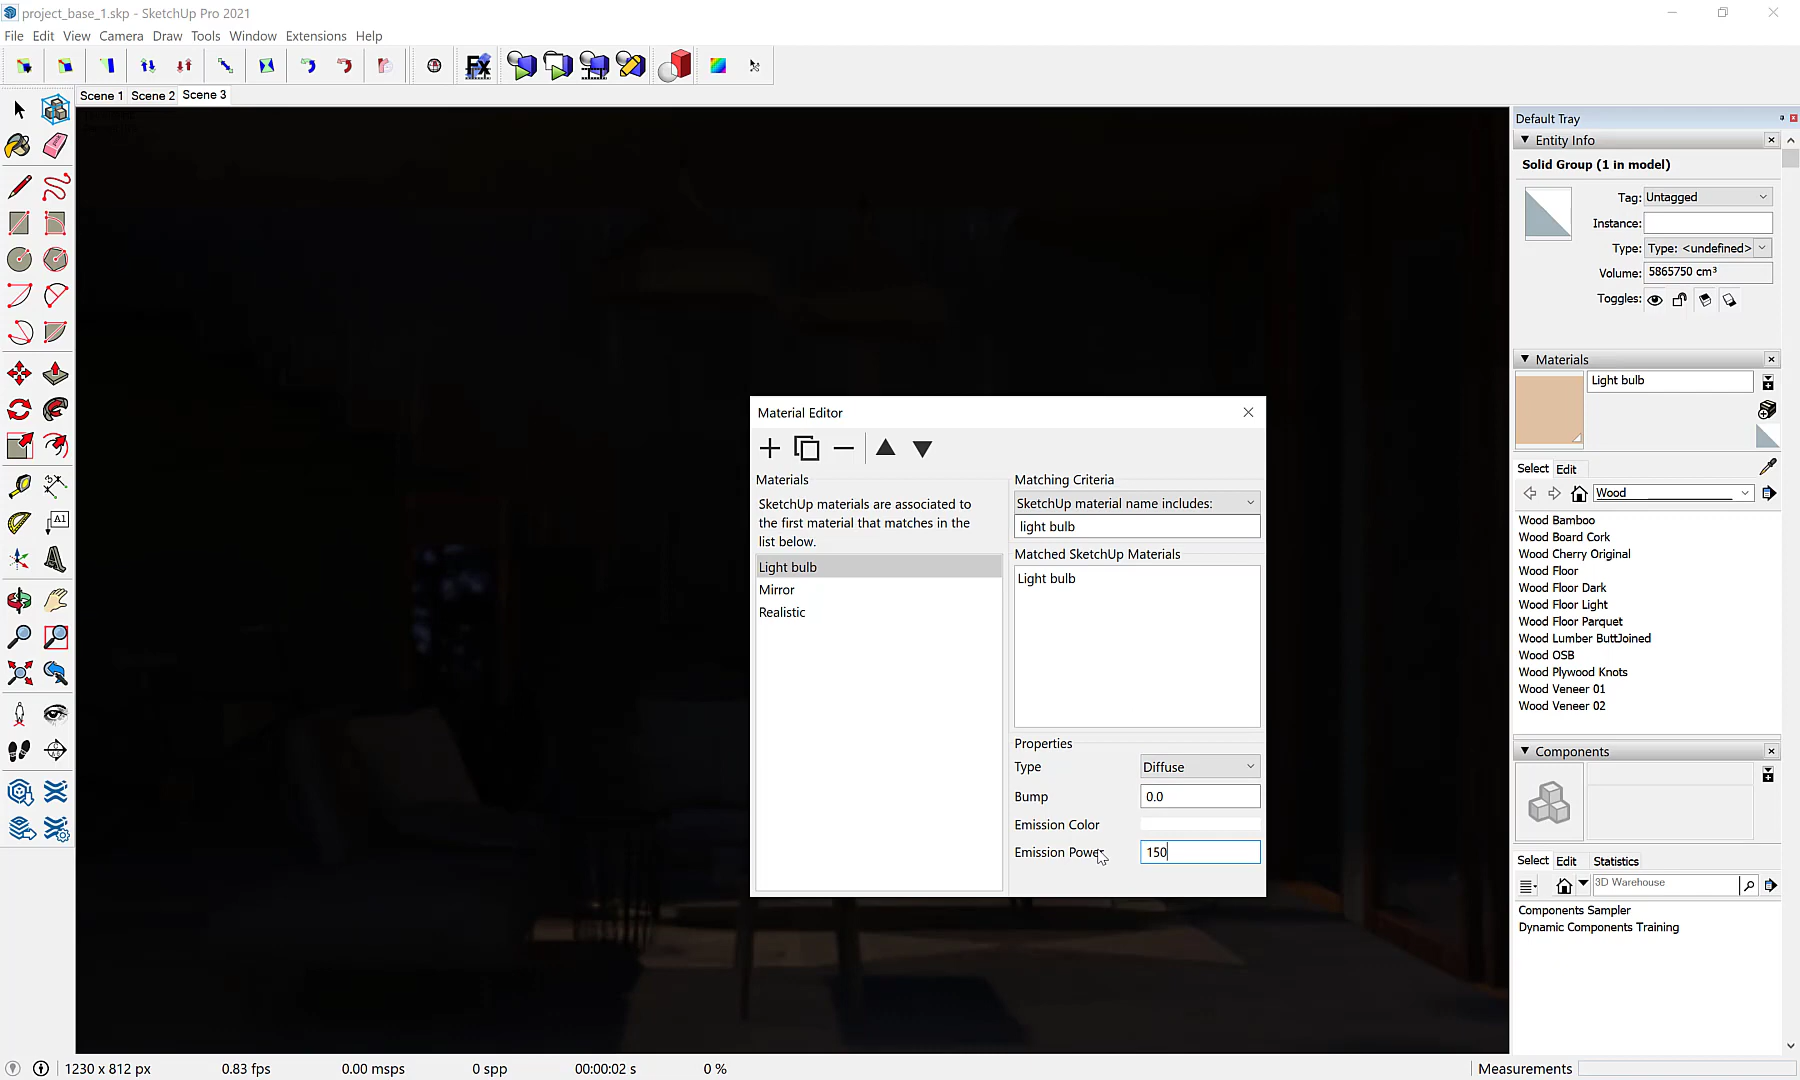 project_base_1.skp - SketchUp Pro 2021
File Edit View Camera Draw Tools Window Extensions Help
FX
Scene 1 Scene 2 Scene 3
Default Tray
Entity Info
Solid Group (1 in model)
Tag: Untagged
Instance:
Type: Type: <undefined>
Volume: 5865750 cm³
Toggles:
Materials
Light bulb
Select Edit
Wood
Wood Bamboo
Wood Board Cork
Wood Cherry Original
Wood Floor
Wood Floor Dark
Wood Floor Light
Wood Floor Parquet
Wood Lumber ButtJoined
Wood OSB
Wood Plywood Knots
Wood Veneer 01
Wood Veneer 02
Components
Select Edit Statistics
3D Warehouse
Components Sampler
Dynamic Components Training
Material Editor
Materials
SketchUp materials are associated to
the first material that matches in the
list below.
Light bulb
Mirror
Realistic
Matching Criteria
SketchUp material name includes:
light bulb
Matched SketchUp Materials
Light bulb
Properties
Type Diffuse
Bump 0.0
Emission Color
Emission Power 150
1230 x 812 px 0.83 fps 0.00 msps 0 spp 00:00:02 s 0 % Measurements